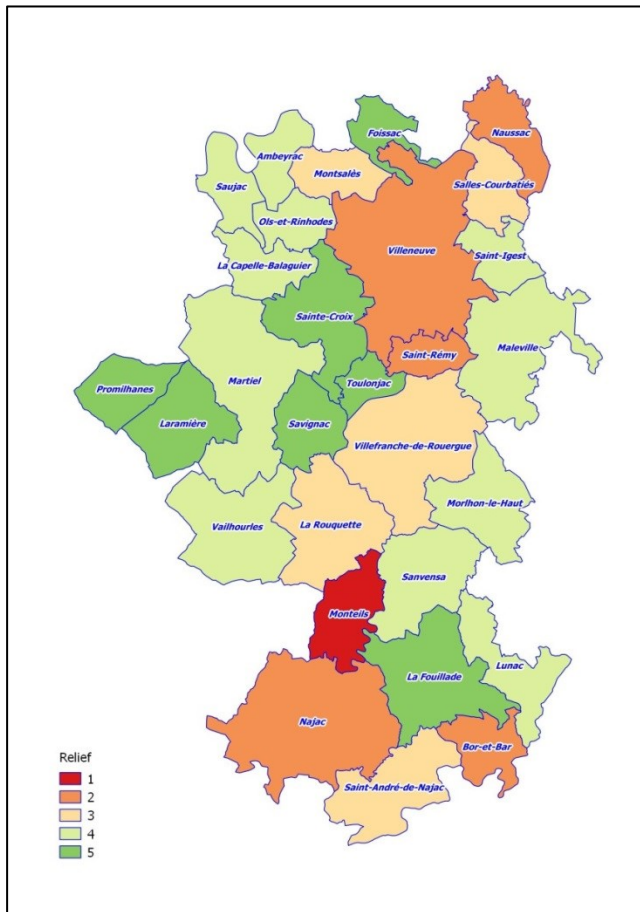 Naussac
Foissac
Ambeyrac
Montsalès
Salles-Courbatiés
Saujac
Ols-et-Rinhodes
Villeneuve
Saint-Igest
La Capelle-Balaguier
Sainte-Croix
Saint-Rémy
Maleville
Promilhanes
Martiel
Toulonjac
Laramière
Savignac
Villefranche-de-Rouergue
Morlhon-le-Haut
Vailhourles
La Rouquette
Sanvensa
Monteils
Lunac
La Fouillade
Najac
Bor-et-Bar
Saint-André-de-Najac
Relief
1
2
3
4
5